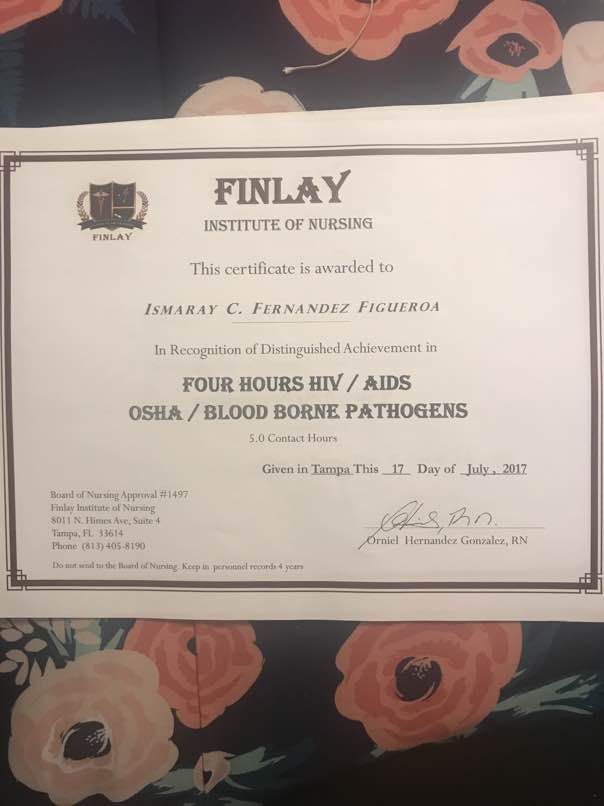 FINLAY
INSTITUTE OF NURSING
FINLAY
This certificate is awarded to
ISMARAY C. FERNANDEZ FIGUEROA
In Recognition of Distinguished Achievement in
FOUR HOURS HIV / AIDS
OSHA / BLOOD BORNE PATHOGENS
5.0 Contact Hours
Given in Tampa This 17 Day of July , 2017
Board of Nursing Approval #1497
Finlay Institute of Nursing
8011 N. Himes Ave, Suite 4
Tampa, FL 33614
Phone (813) 405-8190
Orniel Hernandez Gonzalez, RN
Do not send to the Board of Nursing. Keep in personnel records 4 years